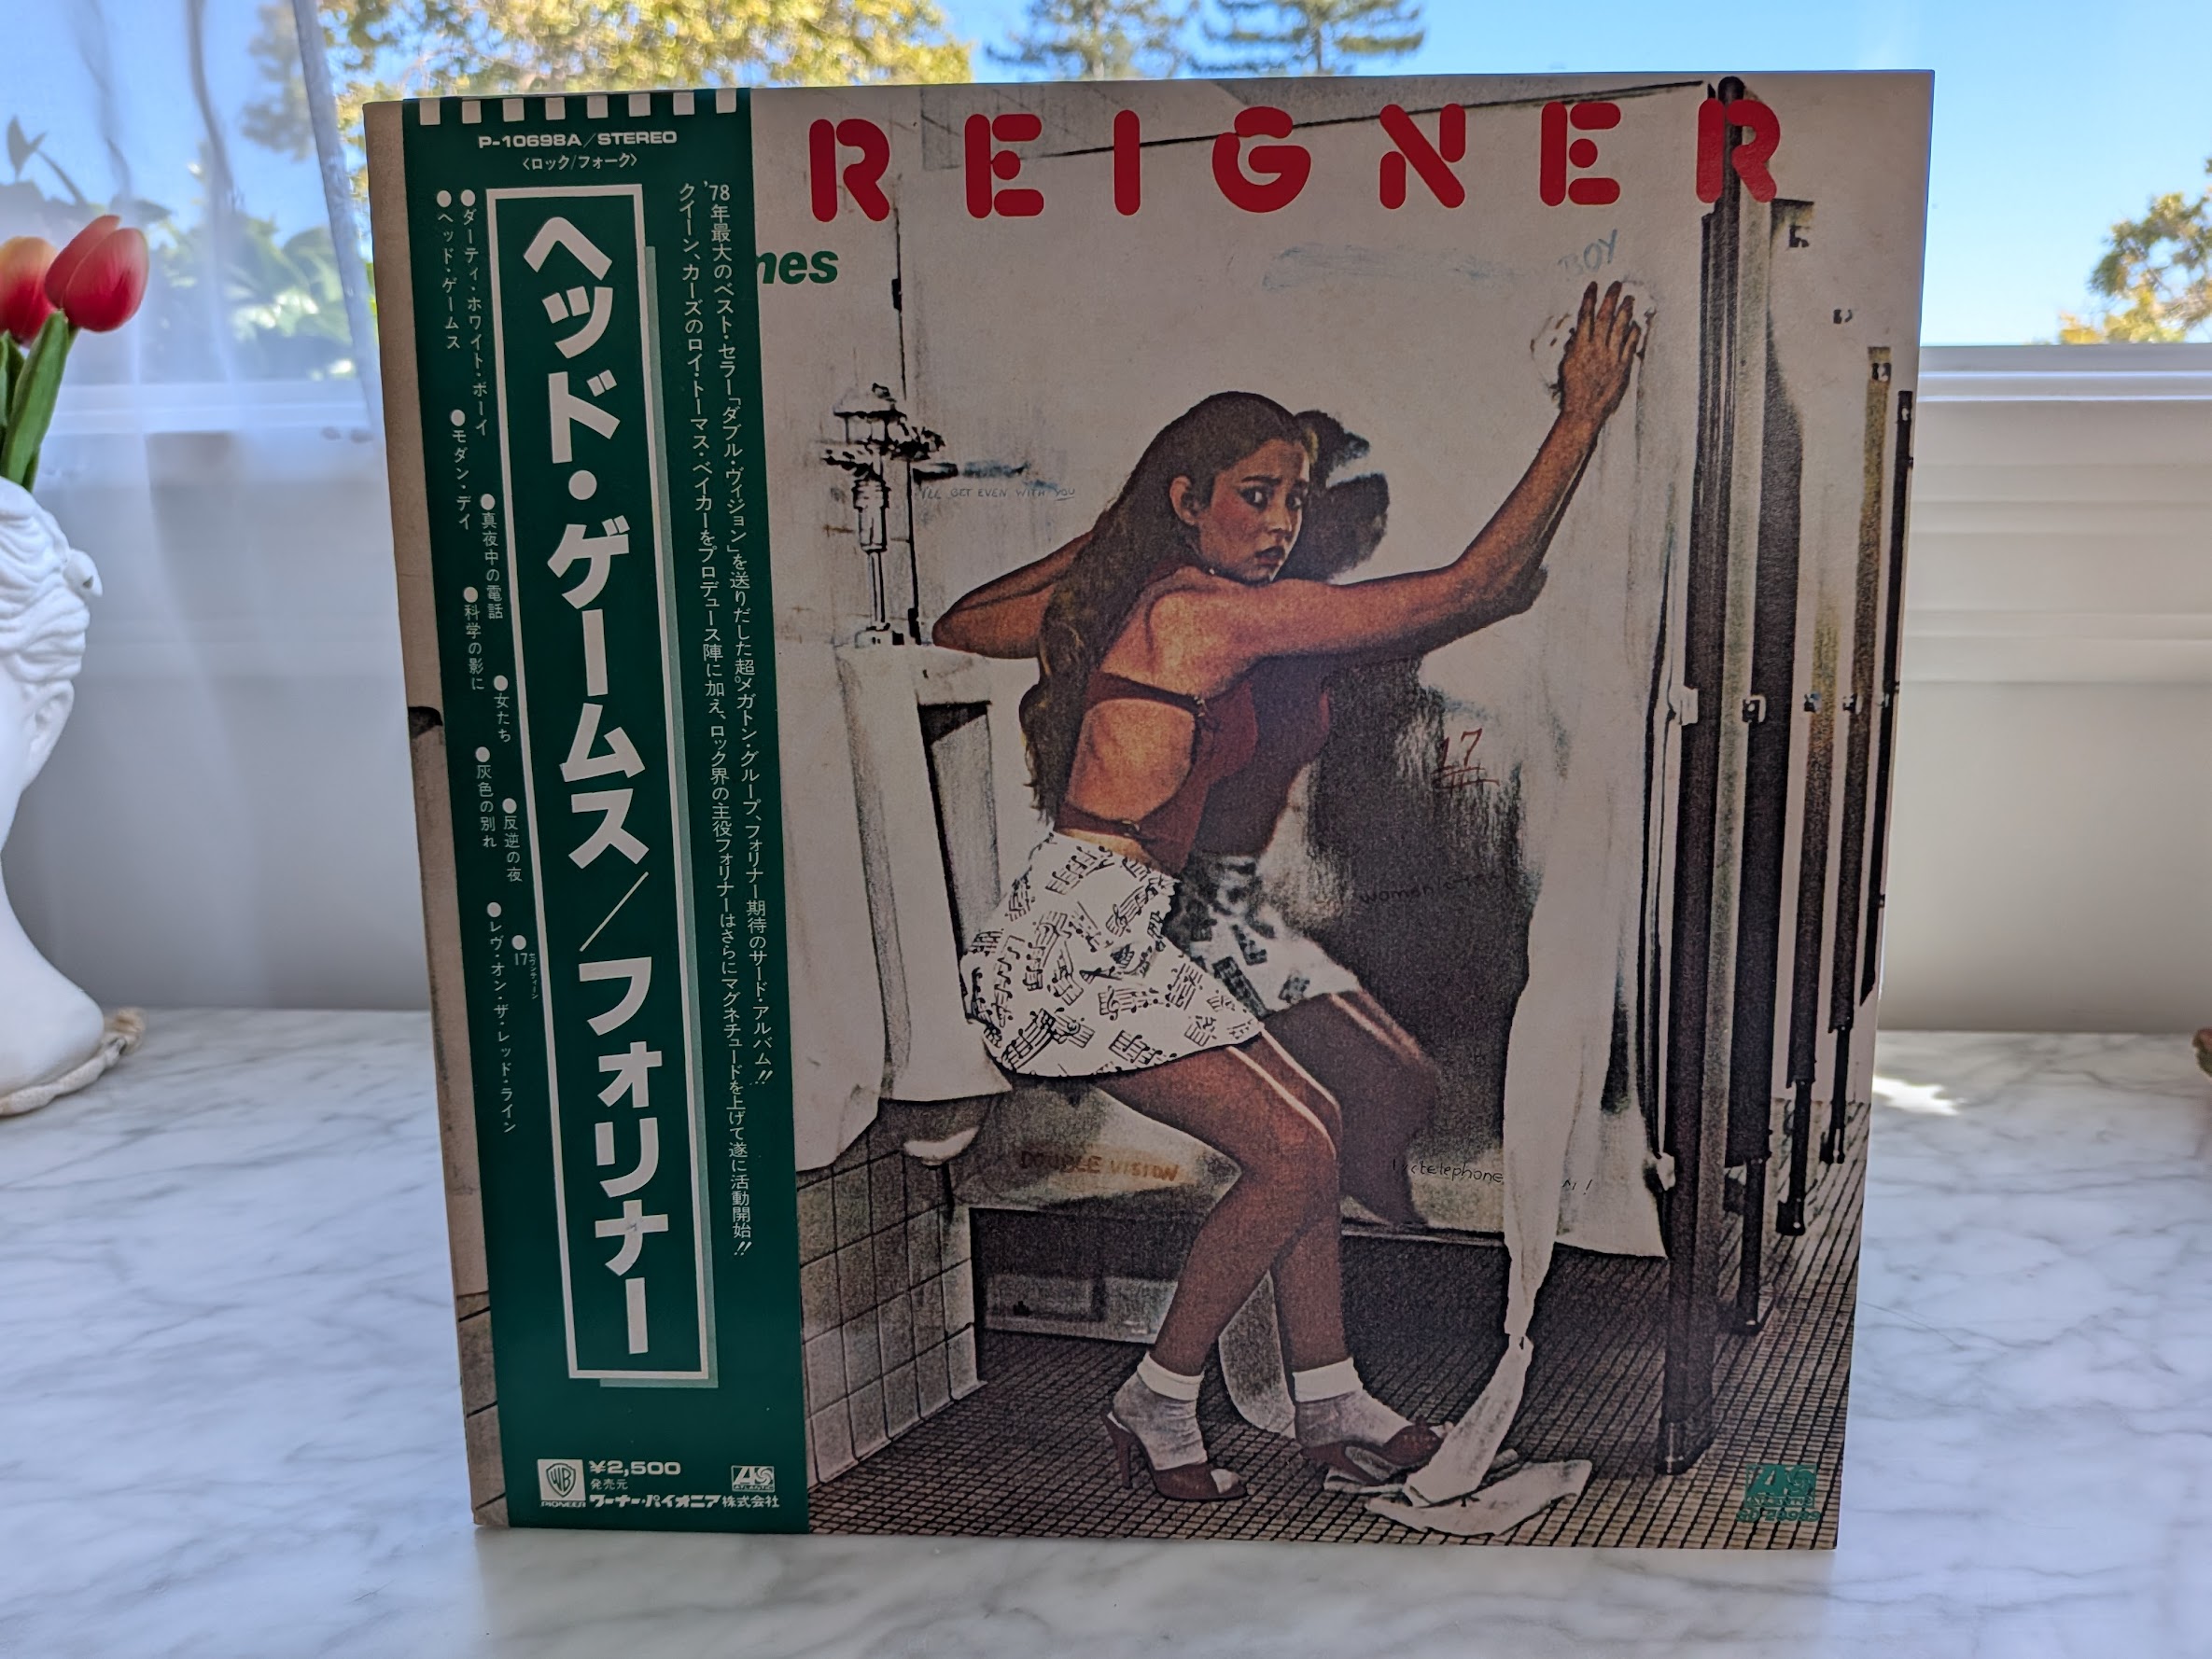 P-10698A/STEREO
〈ロック/フォーク〉
'78年最大のベスト・セラー「ダブル・ヴィジョン」を送りだした超メガトン・グループ、フォリナー期待のサード・アルバム!!
クイーン、カーズのロイ・トーマス・ベイカーをプロデュース陣に加え、ロック界の主役フォリナーはさらにマグネチュードを上げて遂に活動開始!!
ヘッド・ゲームス/フォリナー
●ダーティ・ホワイト・ボーイ
●ヘッド・ゲームス
●モダン・デイ
●真夜中の電話
●科学の影に
●女たち
●灰色の別れ
●反逆の夜
●17
セヴンティーン
●レヴ・オン・ザ・レッド・ライン
WB
PIONEER
¥2,500
発売元
ワーナー・パイオニア株式会社
ATLANTIC
REIGNER
mes
BOY
I'LL GET EVEN WITH YOU
17
DOUBLE VISION
telephone